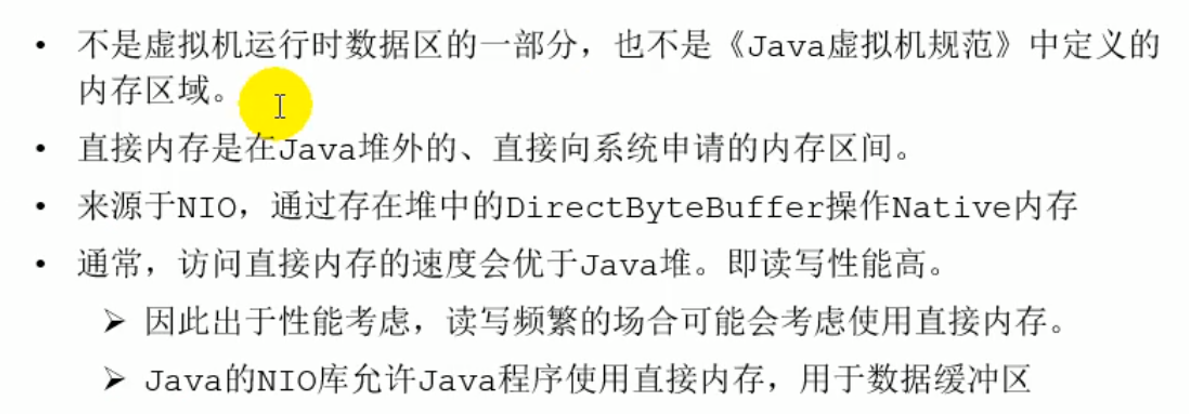 • 不是虚拟机运行时数据区的一部分，也不是《Java虚拟机规范》中定义的
内存区域。
• 直接内存是在Java堆外的、直接向系统申请的内存区间。
• 来源于NIO，通过存在堆中的DirectByteBuffer操作Native内存
• 通常，访问直接内存的速度会优于Java堆。即读写性能高。
➢ 因此出于性能考虑，读写频繁的场合可能会考虑使用直接内存。
➢ Java的NIO库允许Java程序使用直接内存，用于数据缓冲区